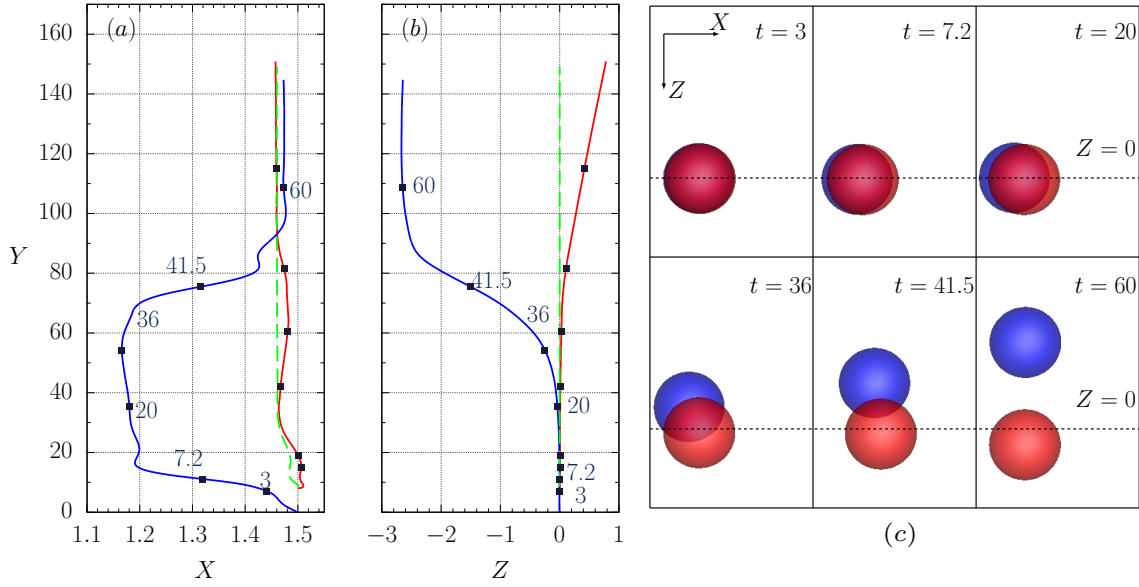 (a)
160
140
120
100
80
60
40
20
0
Y
60
41.5
36
20
7.2
3
1.1
1.2
1.3
1.4
1.5
X
(b)
60
41.5
36
20
7.2
3
−3
−2
−1
0
1
Z
X
Z
t = 3
t = 7.2
t = 20
Z = 0
t = 36
t = 41.5
t = 60
Z = 0
(c)